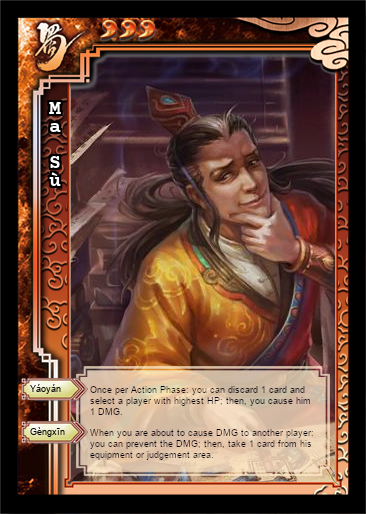 蜀
Ma Sù
Yáoyán
Once per Action Phase: you can discard 1 card and
select a player with highest HP; then, you cause him
1 DMG.
Gèngxīn
When you are about to cause DMG to another player:
you can prevent the DMG; then, take 1 card from his
equipment or judgement area.